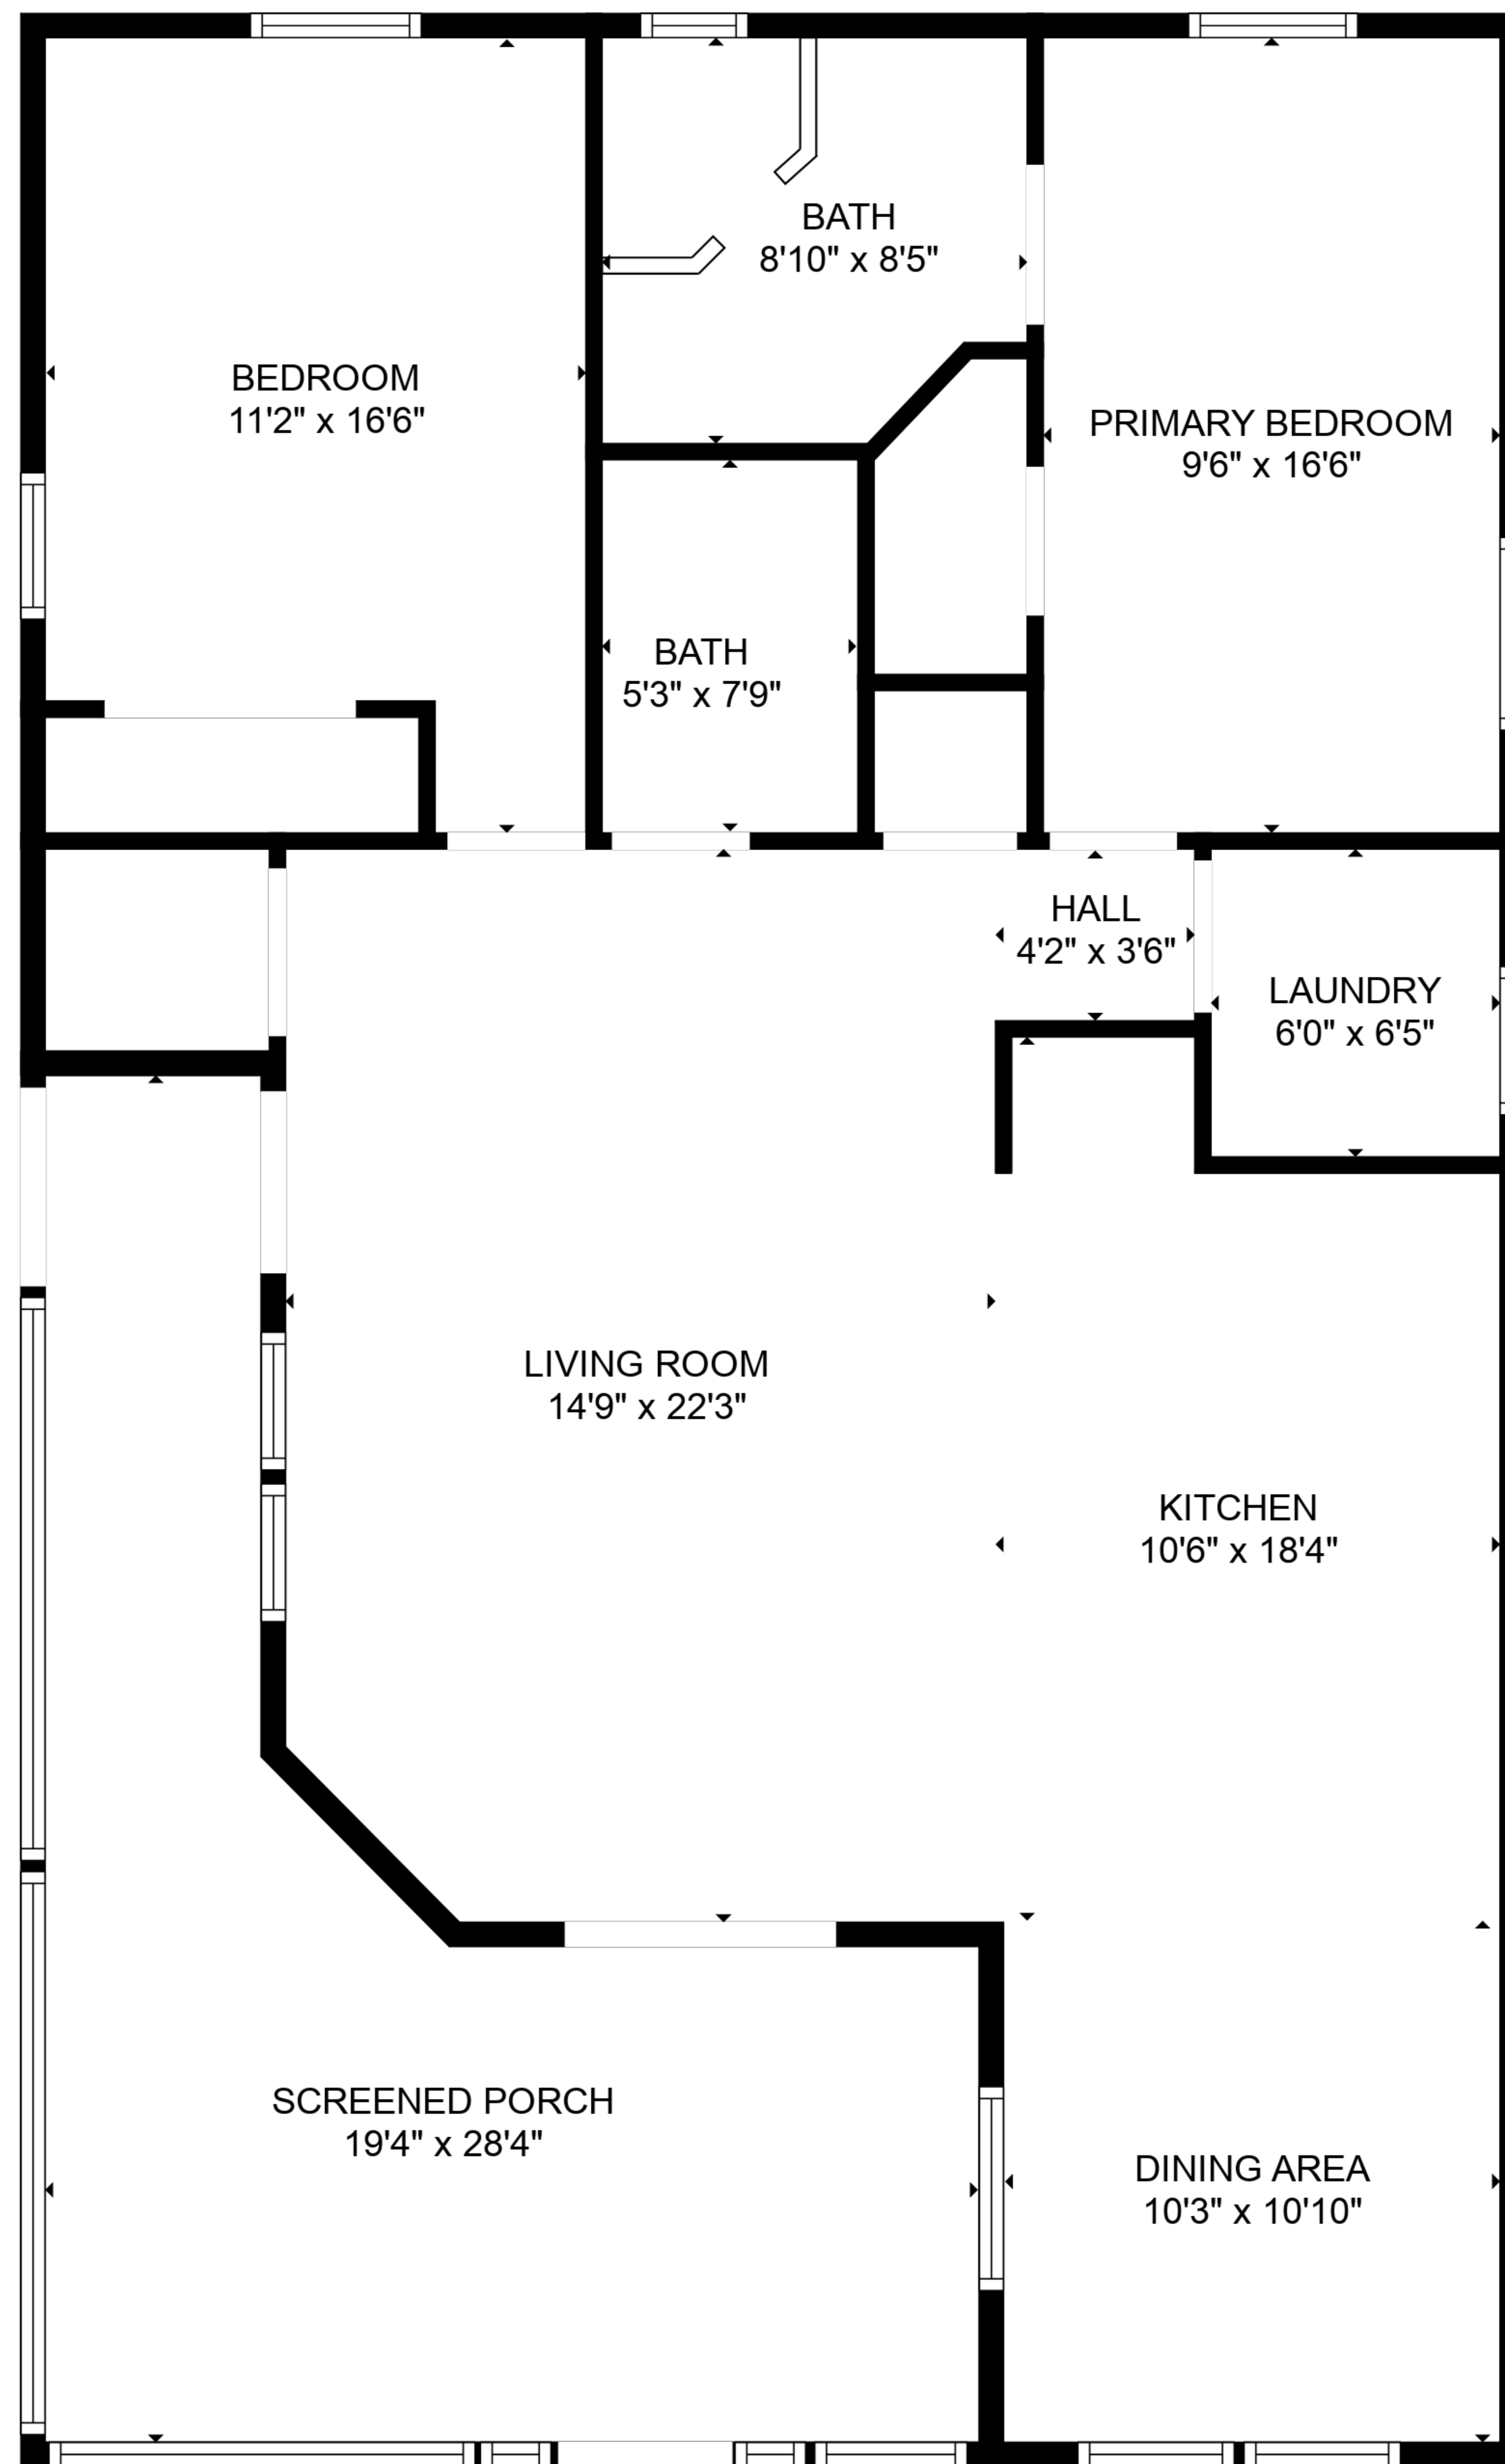 BATH
8'10" x 8'5"
BEDROOM
11'2" x 16'6"
PRIMARY BEDROOM
9'6" x 16'6"
BATH
5'3" x 7'9"
HALL
4'2" x 3'6"
LAUNDRY
6'0" x 6'5"
LIVING ROOM
14'9" x 22'3"
KITCHEN
10'6" x 18'4"
SCREENED PORCH
19'4" x 28'4"
DINING AREA
10'3" x 10'10"